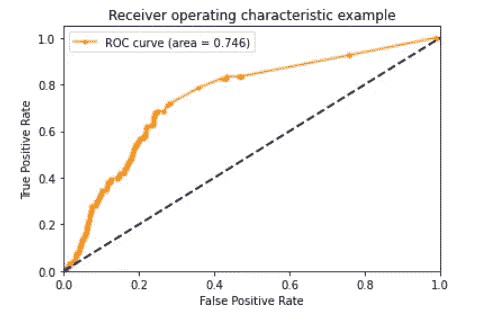 Receiver operating characteristic example
ROC curve (area = 0.746)
True Positive Rate
1.0
0.8
0.6
0.4
0.2
0.0
0.0 0.2 0.4 0.6 0.8 1.0
False Positive Rate